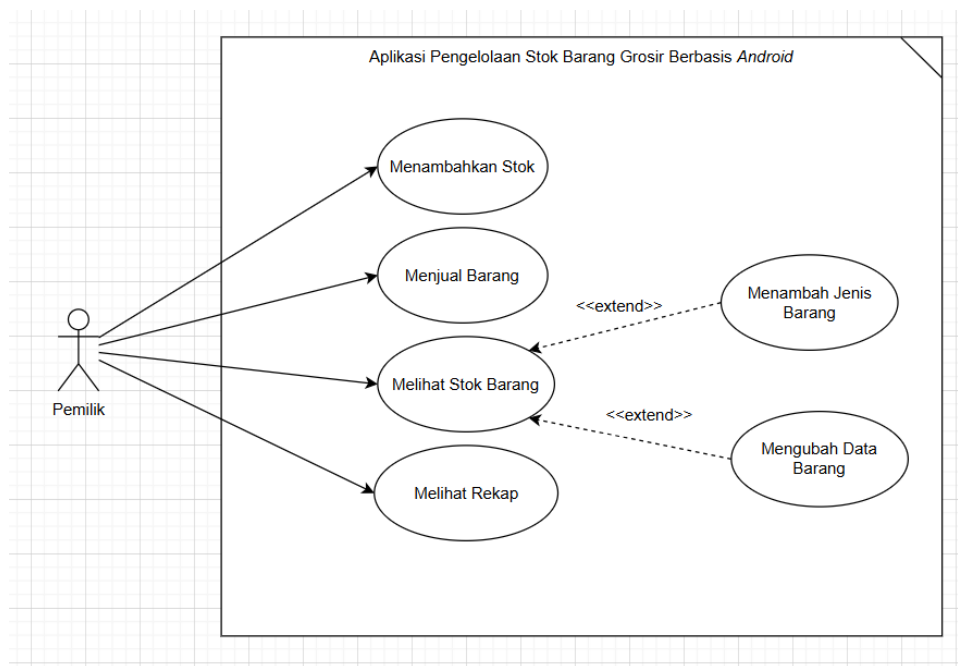 Aplikasi Pengelolaan Stok Barang Grosir Berbasis Android
Menambahkan Stok
Menjual Barang
<<extend>>
Menambah Jenis
Barang
Melihat Stok Barang
Pemilik
<<extend>>
Mengubah Data
Barang
Melihat Rekap